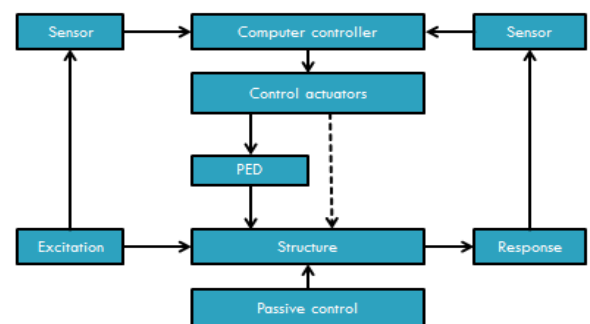 Sensor
Computer controller
Sensor
Control actuators
PED
Excitation
Structure
Response
Passive control